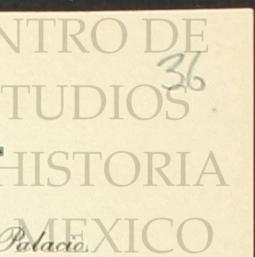 NTRO DE
36
TUDIOS
HISTORIA
Palacio.
MEXICO